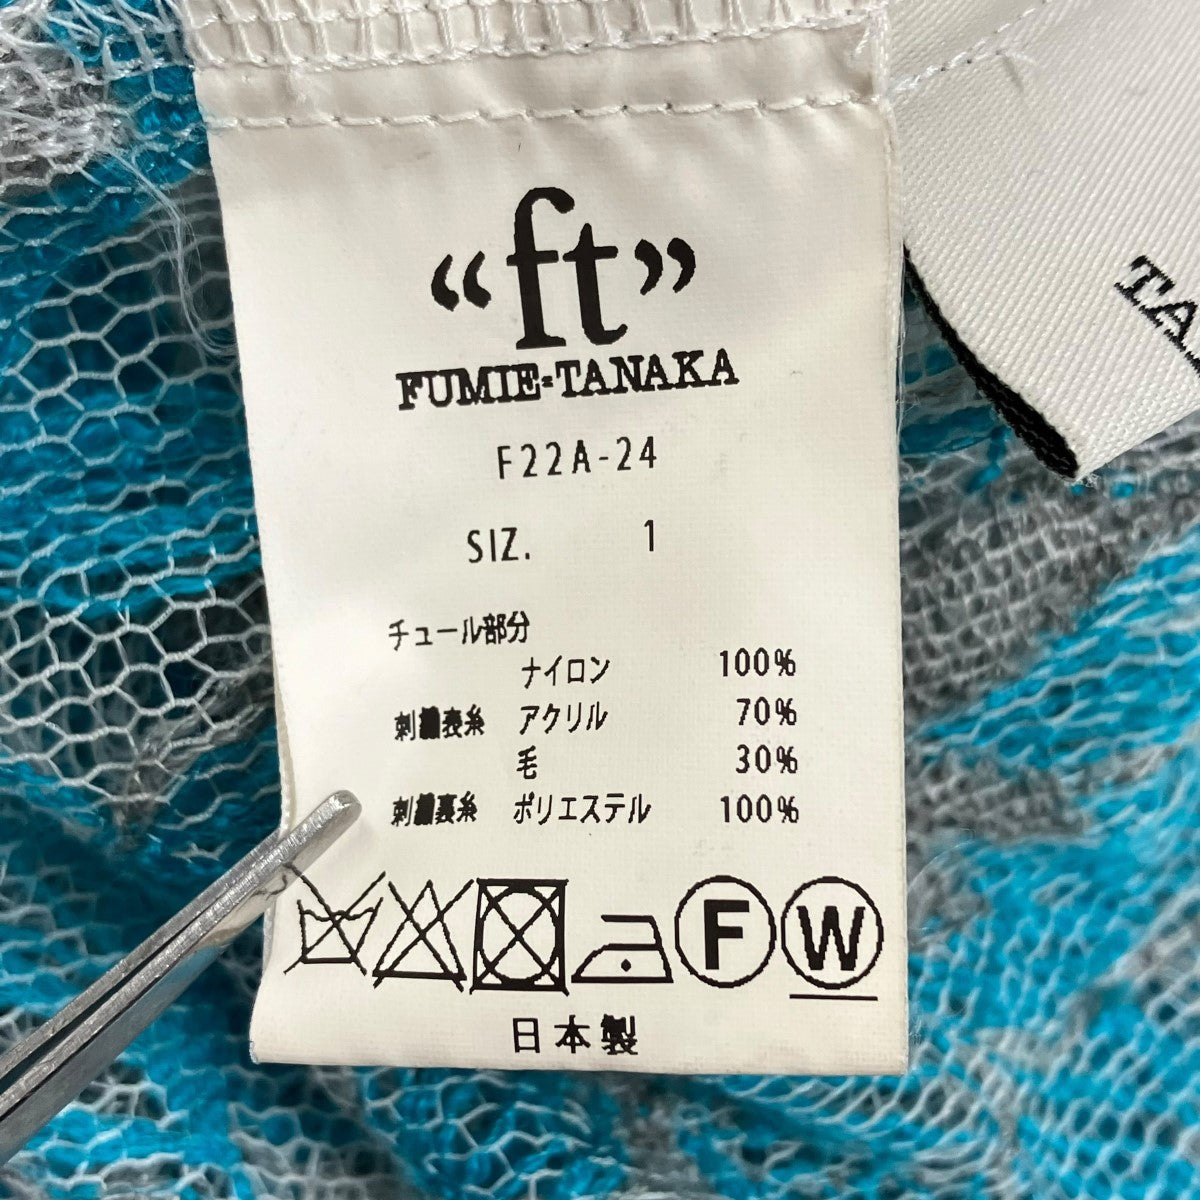 “ft”
FUMIE=TANAKA
F22A-24
SIZ. 1
チュール部分
ナイロン 100%
刺繍表糸 アクリル 70%
毛 30%
刺繍裏糸 ポリエステル 100%
F W
日本製
TA